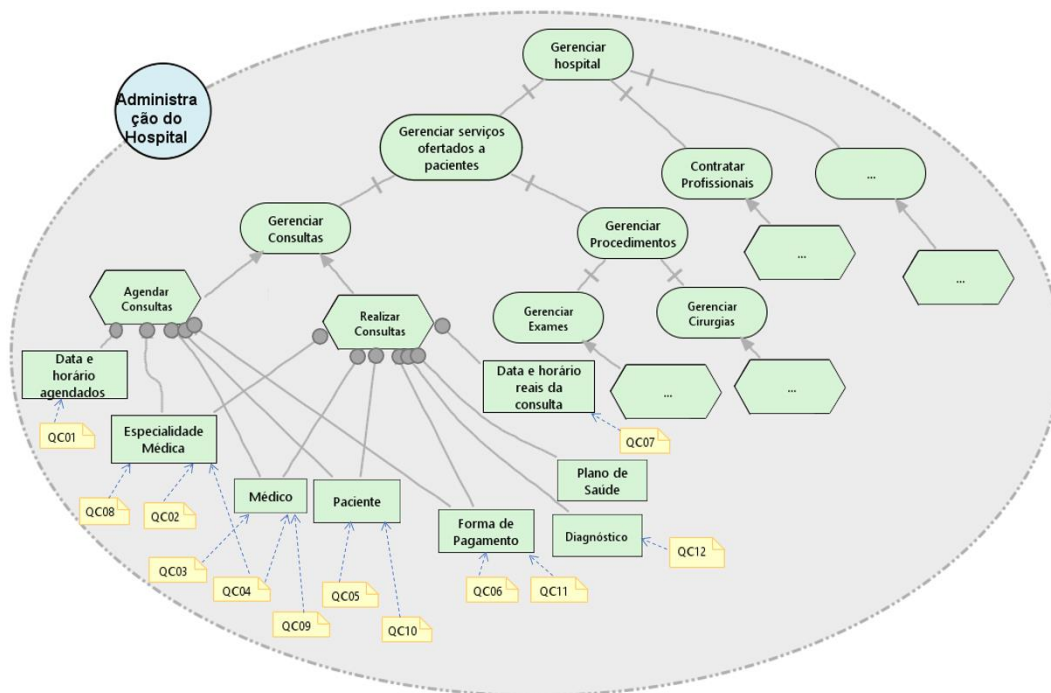 Gerenciar
hospital
Administra
ção do
Hospital
Gerenciar serviços
ofertados a
pacientes
Contratar
Profissionais
...
Gerenciar
Consultas
Gerenciar
Procedimentos
...
...
Agendar
Consultas
Realizar
Consultas
Gerenciar
Exames
Gerenciar
Cirurgias
Data e
horário
agendados
Data e horário
reais da
consulta
...
...
QC01
Especialidade
Médica
QC07
Plano de
Saúde
Médico
Paciente
QC08
QC02
Forma de
Pagamento
Diagnóstico
QC12
QC03
QC04
QC05
QC06
QC11
QC09
QC10